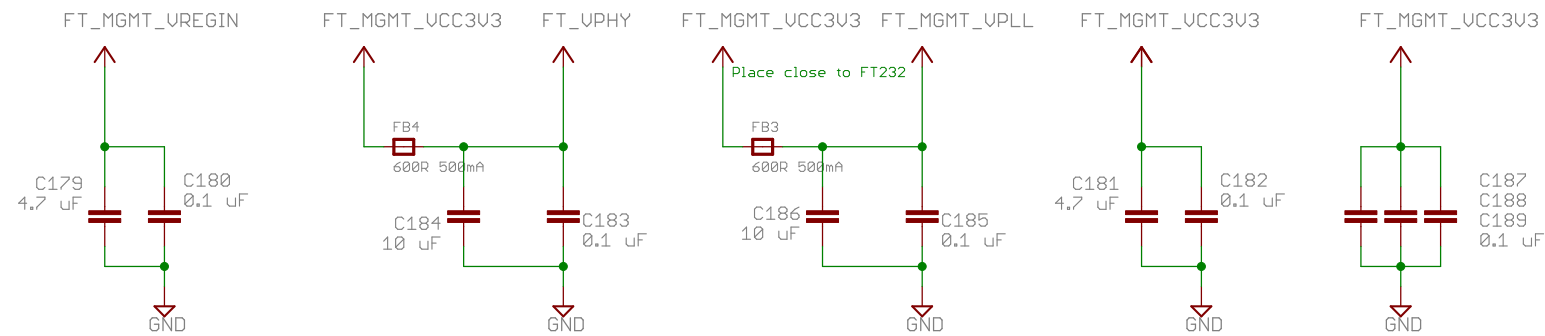 FT_MGMT_VREGIN
C179
4.7 uF
C180
0.1 uF
GND
FT_MGMT_VCC3V3
FT_VPHY
FB4
600R 500mA
C184
10 uF
C183
0.1 uF
GND
FT_MGMT_VCC3V3
FT_MGMT_VPLL
Place close to FT232
FB3
600R 500mA
C186
10 uF
C185
0.1 uF
GND
FT_MGMT_VCC3V3
C181
4.7 uF
C182
0.1 uF
GND
FT_MGMT_VCC3V3
C187
C188
C189
0.1 uF
GND